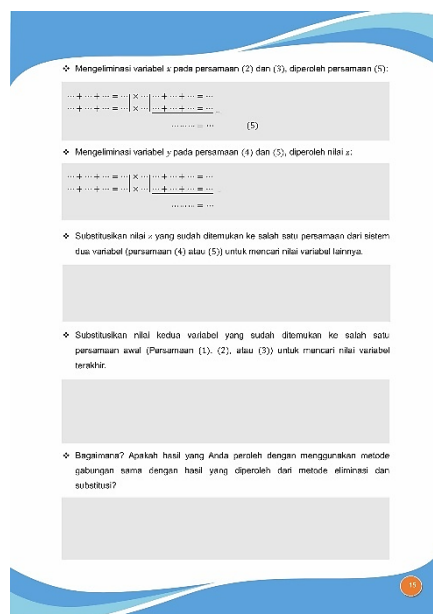 ❖ Mengeliminasi variabel x pada persamaan (2) dan (3), diperoleh persamaan (5):
⋯ + ⋯ + ⋯ = ⋯| × ⋯|⋯ + ⋯ + ⋯ = ⋯
⋯ + ⋯ + ⋯ = ⋯| × ⋯|⋯ + ⋯ + ⋯ = ⋯ _
⋯⋯⋯ = ⋯ (5)
❖ Mengeliminasi variabel y pada persamaan (4) dan (5), diperoleh nilai z:
⋯ + ⋯ + ⋯ = ⋯| × ⋯|⋯ + ⋯ + ⋯ = ⋯
⋯ + ⋯ + ⋯ = ⋯| × ⋯|⋯ + ⋯ + ⋯ = ⋯ _
⋯⋯⋯ = ⋯
❖ Substitusikan nilai z yang sudah ditemukan ke salah satu persamaan dari sistem
dua variabel (persamaan (4) atau (5)) untuk mencari nilai variabel lainnya.
❖ Substitusikan nilai kedua variabel yang sudah ditemukan ke salah satu
persamaan awal (Persamaan (1), (2), atau (3)) untuk mencari nilai variabel
terakhir.
❖ Bagaimana? Apakah hasil yang Anda peroleh dengan menggunakan metode
gabungan sama dengan hasil yang diperoleh dari metode eliminasi dan
substitusi?
15